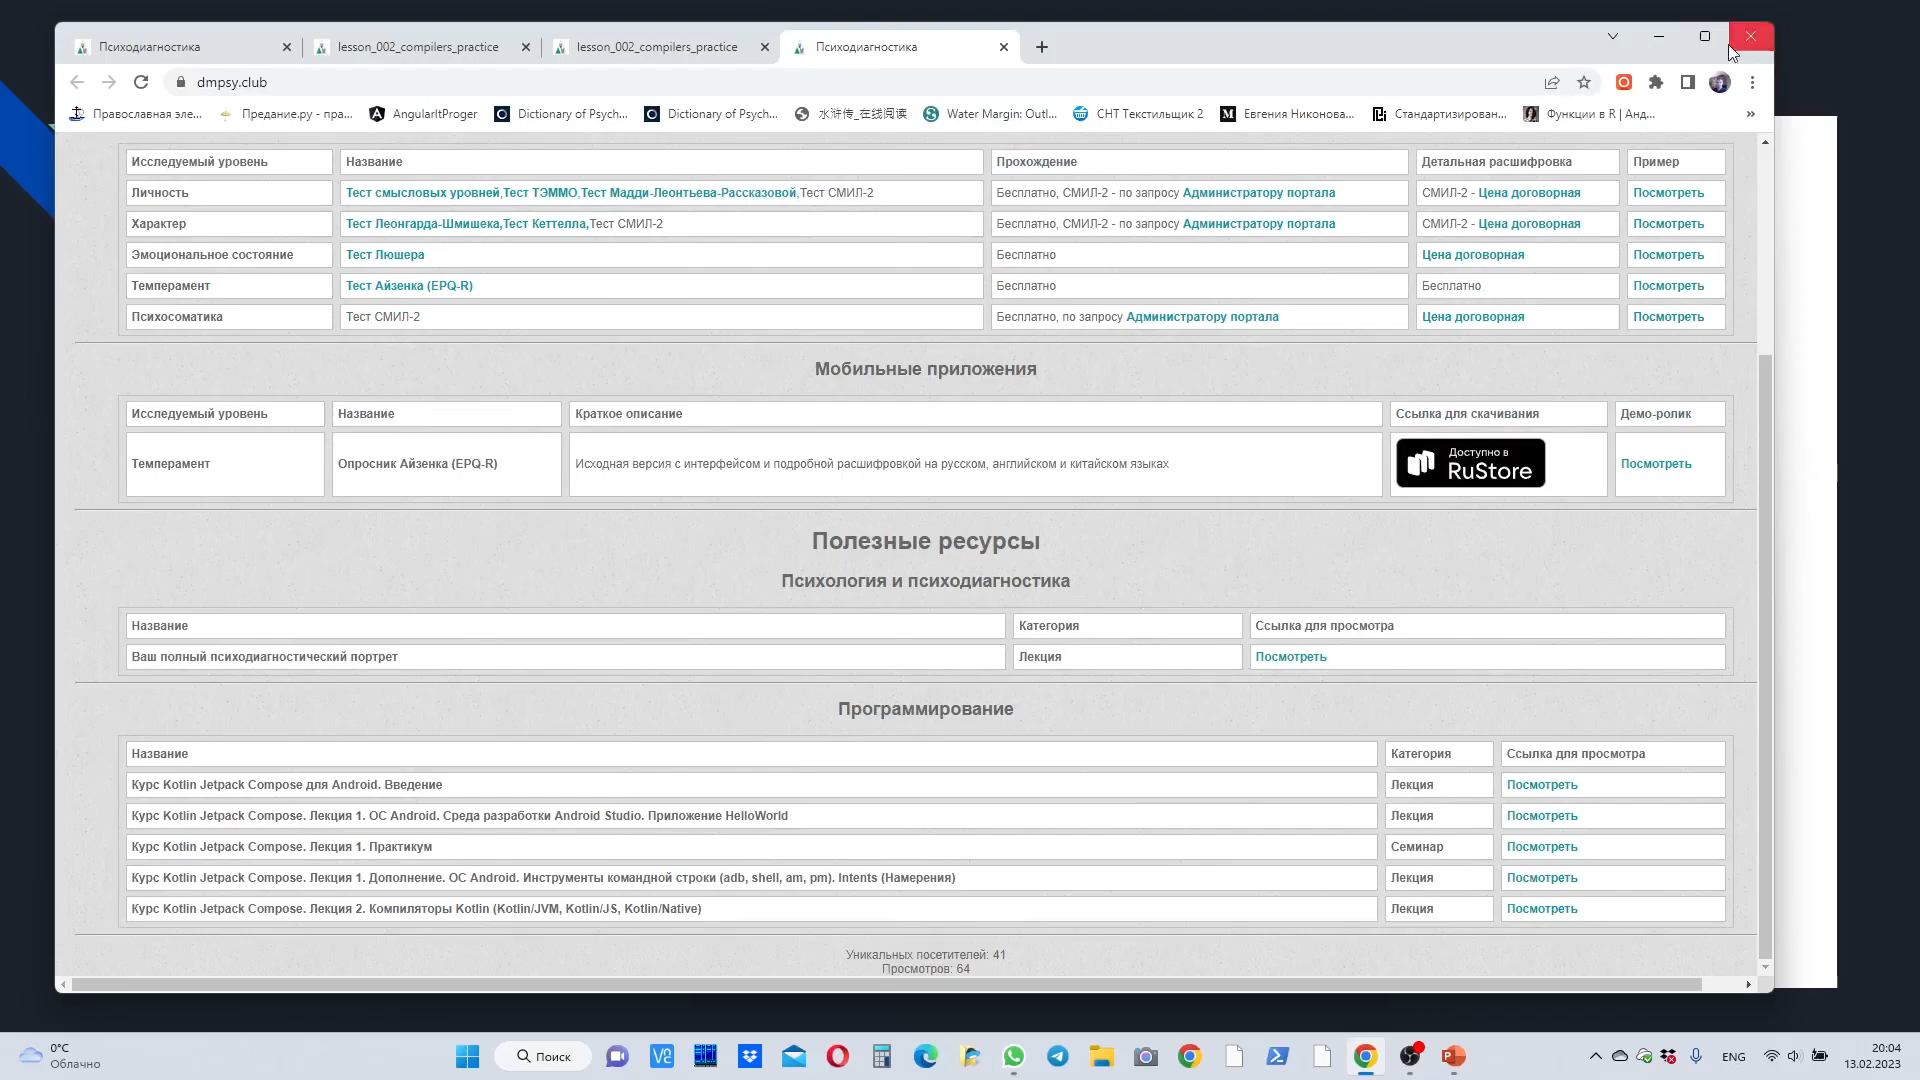 Психодиагностика
lesson_002_compilers_practice
lesson_002_compilers_practice
Психодиагностика
dmpsy.club
Православная эле...
Предание.ру - пра...
AngularItProger
Dictionary of Psych...
Dictionary of Psych...
水浒传_在线阅读
Water Margin: Outl...
СНТ Текстильщик 2
Евгения Никонова...
Стандартизирован...
Функции в R | Анд...
»
Исследуемый уровень Название Прохождение Детальная расшифровка Пример
Личность Тест смысловых уровней,Тест ТЭММО,Тест Мадди-Леонтьева-Рассказовой,Тест СМИЛ-2 Бесплатно, СМИЛ-2 - по запросу Администратору портала СМИЛ-2 - Цена договорная Посмотреть
Характер Тест Леонгарда-Шмишека,Тест Кеттелла,Тест СМИЛ-2 Бесплатно, СМИЛ-2 - по запросу Администратору портала СМИЛ-2 - Цена договорная Посмотреть
Эмоциональное состояние Тест Люшера Бесплатно Цена договорная Посмотреть
Темперамент Тест Айзенка (EPQ-R) Бесплатно Бесплатно Посмотреть
Психосоматика Тест СМИЛ-2 Бесплатно, по запросу Администратору портала Цена договорная Посмотреть
Мобильные приложения
Исследуемый уровень Название Краткое описание Ссылка для скачивания Демо-ролик
Темперамент Опросник Айзенка (EPQ-R) Исходная версия с интерфейсом и подробной расшифровкой на русском, английском и китайском языках Доступно в RuStore Посмотреть
Полезные ресурсы
Психология и психодиагностика
Название Категория Ссылка для просмотра
Ваш полный психодиагностический портрет Лекция Посмотреть
Программирование
Название Категория Ссылка для просмотра
Курс Kotlin Jetpack Compose для Android. Введение Лекция Посмотреть
Курс Kotlin Jetpack Compose. Лекция 1. ОС Android. Среда разработки Android Studio. Приложение HelloWorld Лекция Посмотреть
Курс Kotlin Jetpack Compose. Лекция 1. Практикум Семинар Посмотреть
Курс Kotlin Jetpack Compose. Лекция 1. Дополнение. ОС Android. Инструменты командной строки (adb, shell, am, pm). Intents (Намерения) Лекция Посмотреть
Курс Kotlin Jetpack Compose. Лекция 2. Компиляторы Kotlin (Kotlin/JVM, Kotlin/JS, Kotlin/Native) Лекция Посмотреть
Уникальных посетителей: 41
Просмотров: 64
0°C
Облачно
Поиск
ENG
20:04
13.02.2023